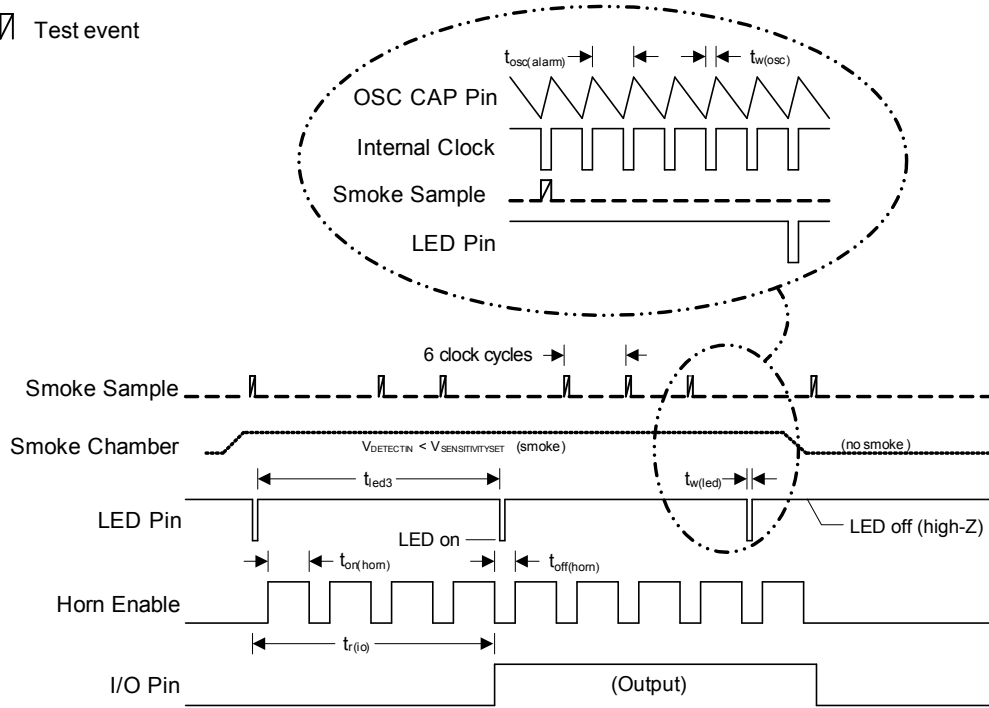 Test event
tosc(alarm)
tw(osc)
OSC CAP Pin
Internal Clock
Smoke Sample
LED Pin
6 clock cycles
Smoke Sample
Smoke Chamber
VDETECTIN < VSENSITIVITYSET (smoke)
(no smoke)
tled3
tw(led)
LED Pin
LED on
LED off (high-Z)
ton(horn)
toff(horn)
Horn Enable
tr(io)
I/O Pin
(Output)